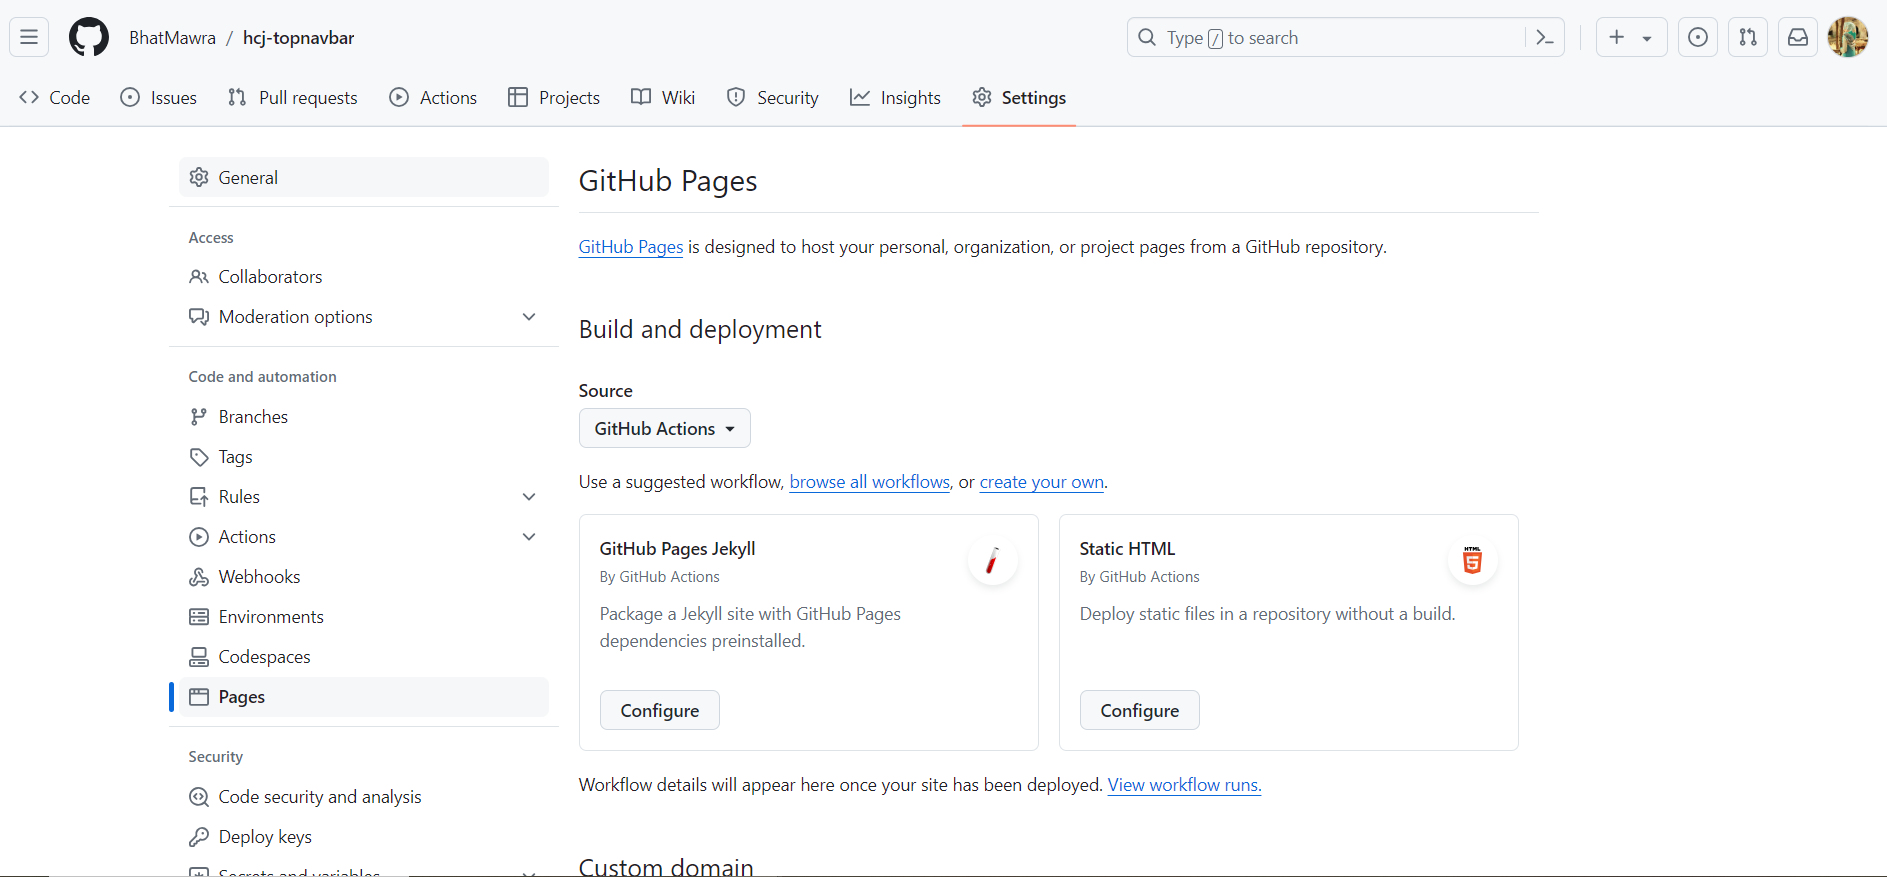 BhatMawra / hcj-topnavbar
Type / to search
Code Issues Pull requests Actions Projects Wiki Security Insights Settings
General
Access
Collaborators
Moderation options
Code and automation
Branches
Tags
Rules
Actions
Webhooks
Environments
Codespaces
Pages
Security
Code security and analysis
Deploy keys
Secrets and variables
GitHub Pages
GitHub Pages is designed to host your personal, organization, or project pages from a GitHub repository.
Build and deployment
Source
GitHub Actions
Use a suggested workflow, browse all workflows, or create your own.
GitHub Pages Jekyll
By GitHub Actions
Package a Jekyll site with GitHub Pages
dependencies preinstalled.
Configure
Static HTML
By GitHub Actions
HTML
5
Deploy static files in a repository without a build.
Configure
Workflow details will appear here once your site has been deployed. View workflow runs.
Custom domain